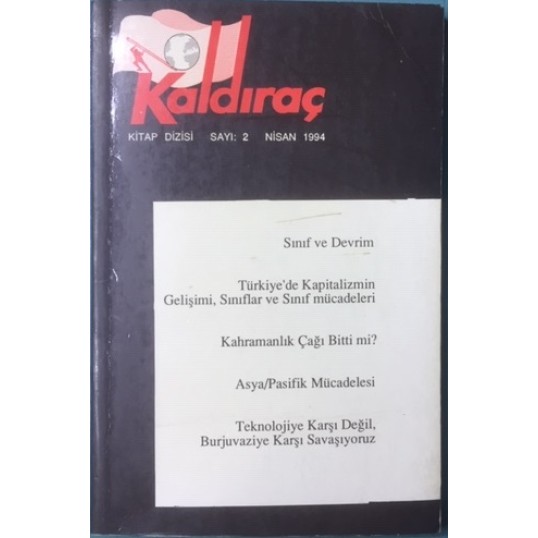 Kaldıraç
KİTAP DİZİSİ SAYI: 2 NİSAN 1994
Sınıf ve Devrim
Türkiye'de Kapitalizmin
Gelişimi, Sınıflar ve Sınıf mücadeleri
Kahramanlık Çağı Bitti mi?
Asya/Pasifik Mücadelesi
Teknolojiye Karşı Değil,
Burjuvaziye Karşı Savaşıyoruz